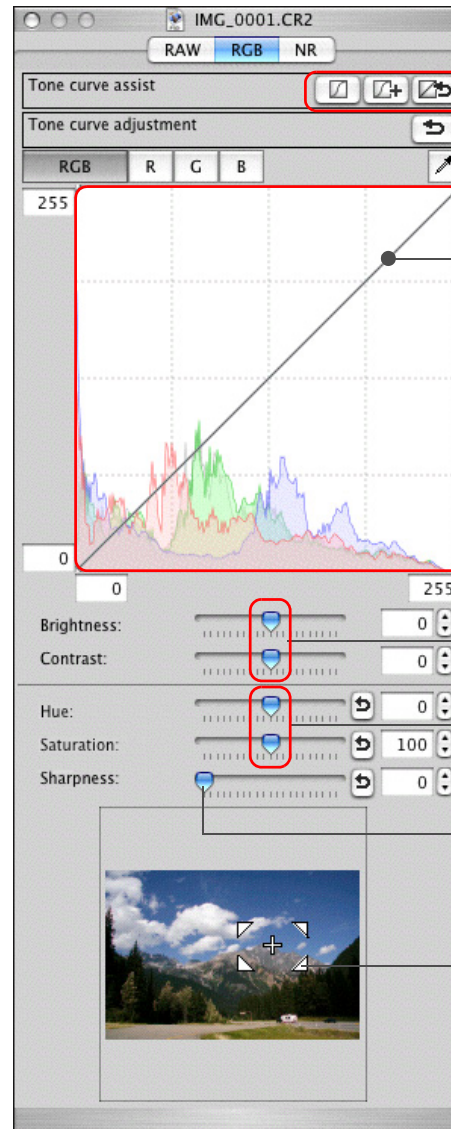 IMG_0001.CR2
RAW RGB NR
Tone curve assist
Tone curve adjustment
RGB R G B
255
0
0 255
Brightness: 0
Contrast: 0
Hue: 0
Saturation: 100
Sharpness: 0